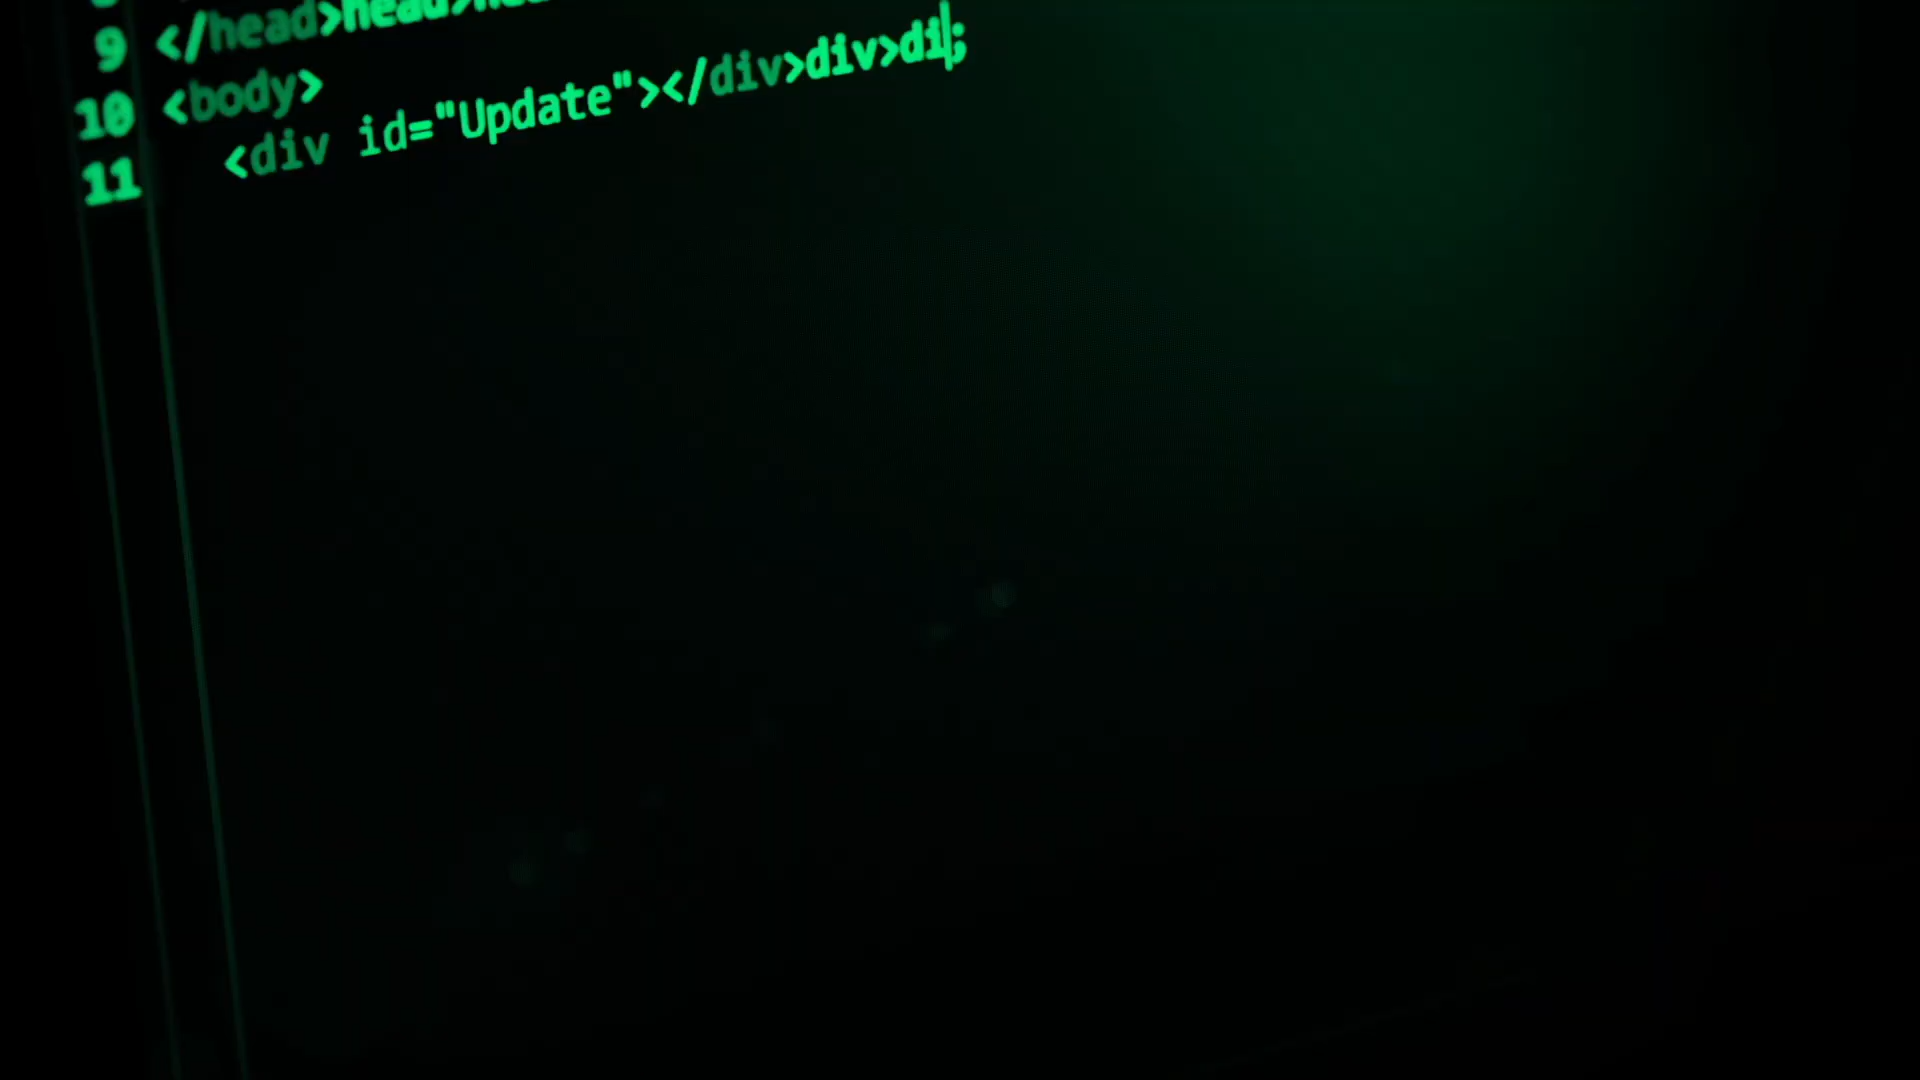 9 </head>head>
10 <body>
11 <div id="Update"></div>div>di;